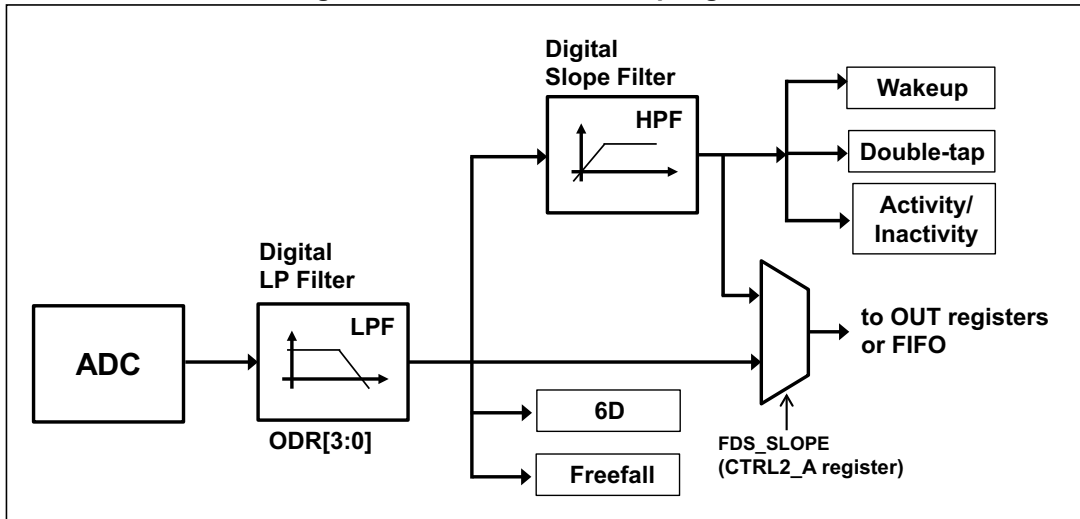 Digital
Slope Filter
HPF
Wakeup
Double-tap
Activity/
Inactivity
Digital
LP Filter
LPF
ADC
ODR[3:0]
to OUT registers
or FIFO
6D
Freefall
FDS_SLOPE
(CTRL2_A register)